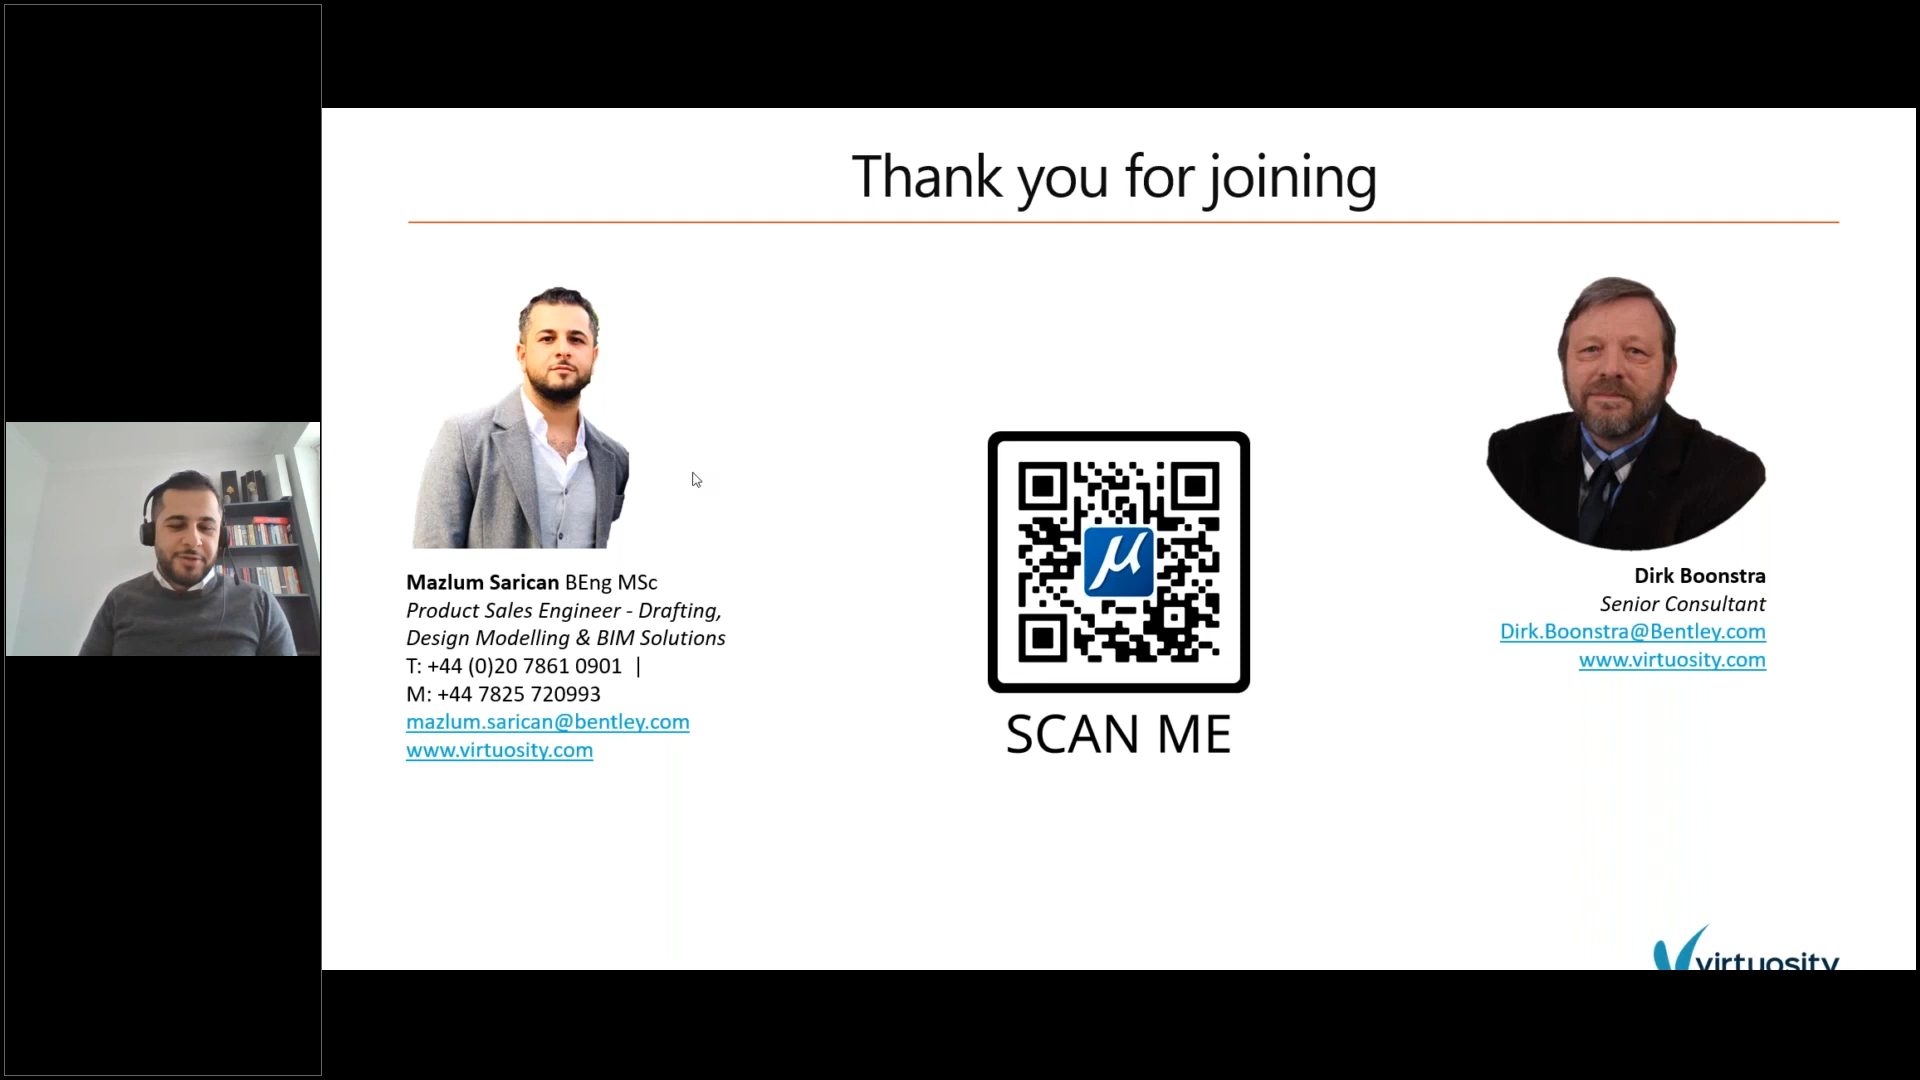 Thank you for joining
Mazlum Sarican BEng MSc
Product Sales Engineer - Drafting,
Design Modelling & BIM Solutions
T: +44 (0)20 7861 0901 |
M: +44 7825 720993
mazlum.sarican@bentley.com
www.virtuosity.com
μ
SCAN ME
Dirk Boonstra
Senior Consultant
Dirk.Boonstra@Bentley.com
www.virtuosity.com
virtuosity